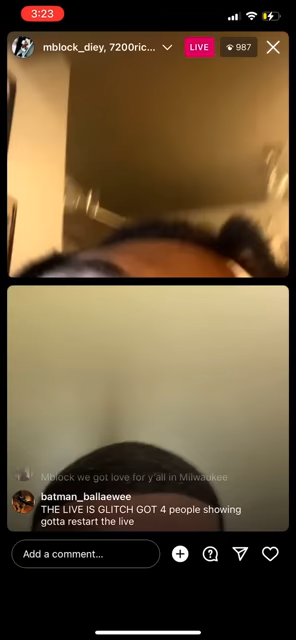 3:23
mblock_diey, 7200ric...
LIVE
987
Mblock we got love for y'all in Milwaukee
batman_ballaewee
THE LIVE IS GLITCH GOT 4 people showing
gotta restart the live
Add a comment...